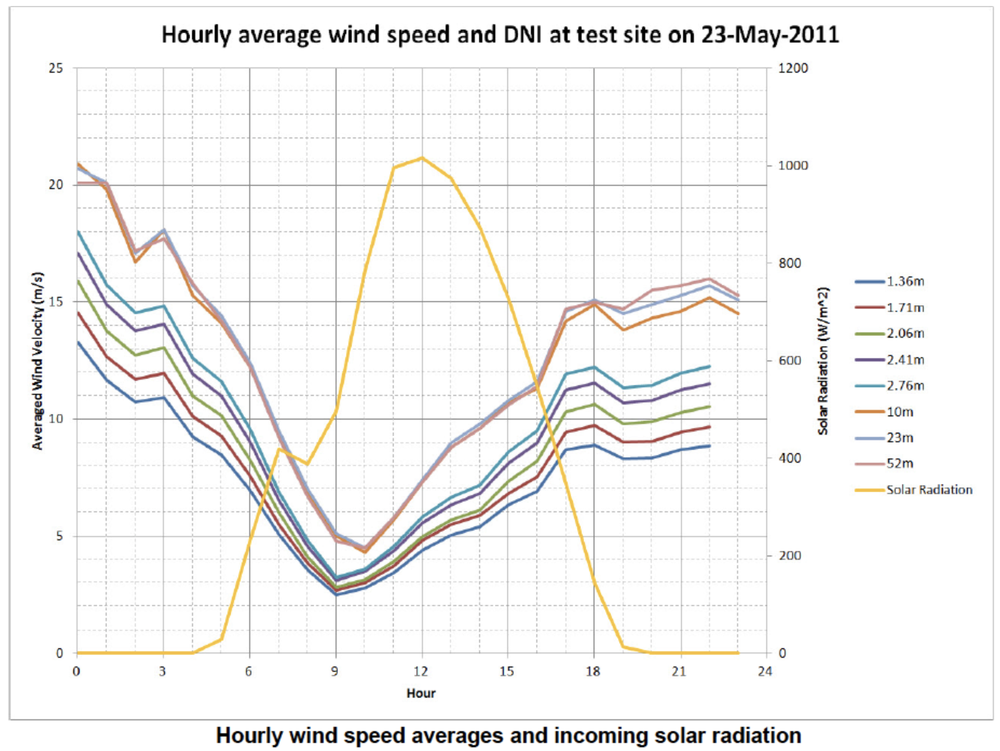 Hourly average wind speed and DNI at test site on 23-May-2011
25
20
15
10
5
0
Averaged Wind Velocity (m/s)
0 3 6 9 12 15 18 21 24
Hour
1200
1000
800
600
400
200
0
Solar Radiation (W/m^2)
1.36m
1.71m
2.06m
2.41m
2.76m
10m
23m
52m
Solar Radiation
Hourly wind speed averages and incoming solar radiation